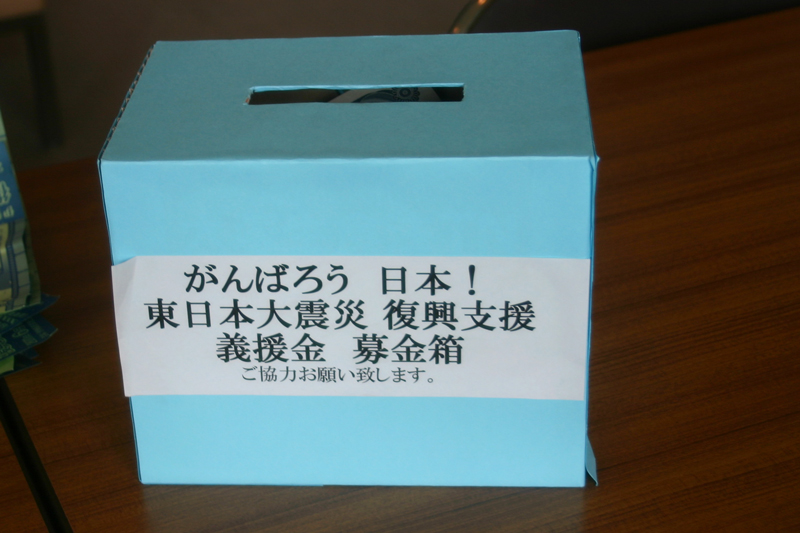 がんばろう 日本!
東日本大震災 復興支援
義援金 募金箱
ご協力お願い致します。